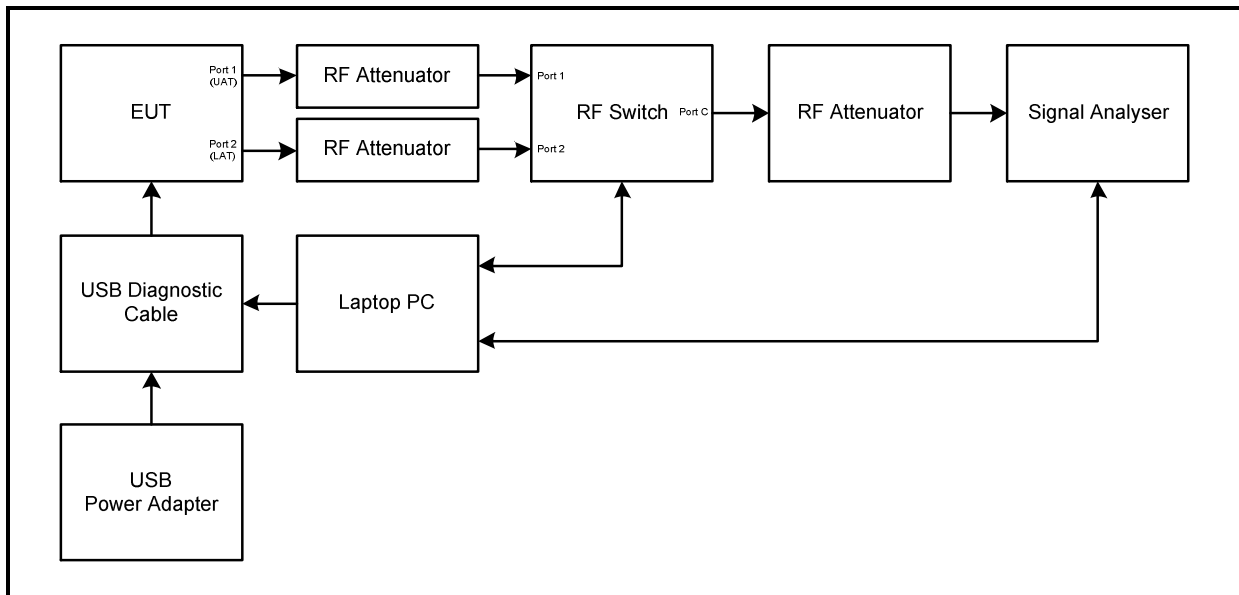 EUT
Port 1
(UAT)
Port 2
(LAT)
RF Attenuator
RF Attenuator
Port 1
Port 2
RF Switch
Port C
RF Attenuator
Signal Analyser
USB Diagnostic
Cable
Laptop PC
USB
Power Adapter